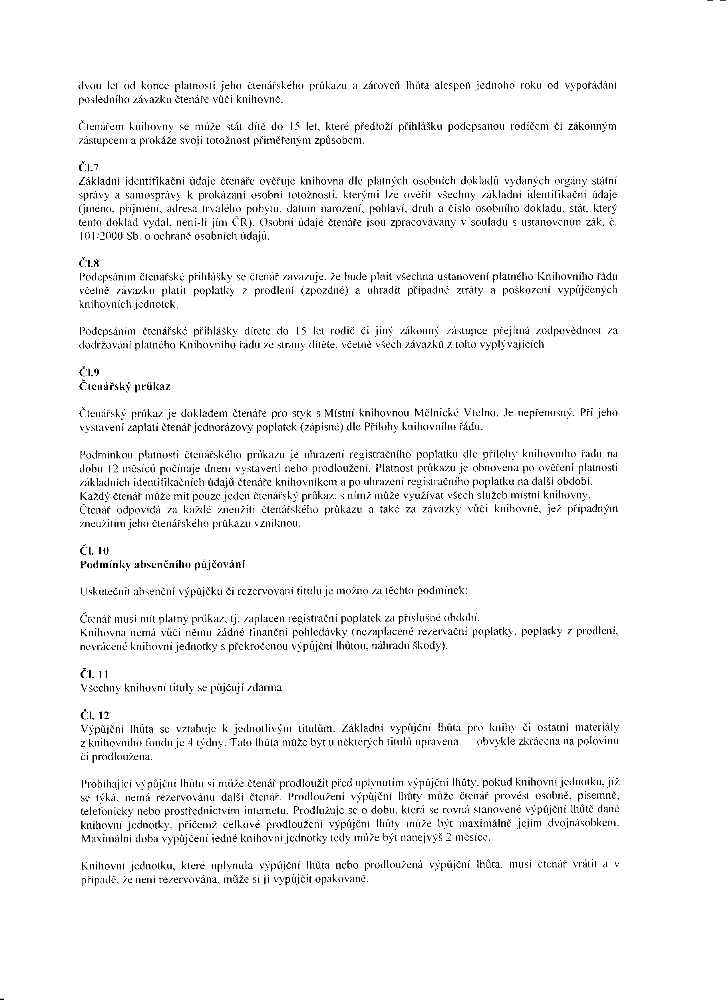 dvou let od konce platnosti jeho čtenářského průkazu a zároveň lhůta alespoň jednoho roku od vypořádání
posledního závazku čtenáře vůči knihovně.
Čtenářem knihovny se může stát dítě do 15 let, které předloží přihlášku podepsanou rodičem či zákonným
zástupcem a prokáže svoji totožnost přiměřeným způsobem.
Čl.7
Základní identifikační údaje čtenáře ověřuje knihovna dle platných osobních dokladů vydaných orgány státní
správy a samosprávy k prokázání osobní totožnosti, kterými lze ověřit všechny základní identifikační údaje
(jméno, příjmení, adresa trvalého pobytu, datum narození, pohlaví, druh a číslo osobního dokladu, stát, který
tento doklad vydal, není-li jím ČR). Osobní údaje čtenáře jsou zpracovávány v souladu s ustanovením zák. č.
101/2000 Sb. o ochraně osobních údajů.
Čl.8
Podepsáním čtenářské přihlášky se čtenář zavazuje, že bude plnit všechna ustanovení platného Knihovního řádu
včetně závazku platit poplatky z prodlení (zpozdné) a uhradit případné ztráty a poškození vypůjčených
knihovních jednotek.
Podepsáním čtenářské přihlášky dítěte do 15 let rodič či jiný zákonný zástupce přejímá zodpovědnost za
dodržování platného Knihovního řádu ze strany dítěte, včetně všech závazků z toho vyplývajících
Čl.9
Čtenářský průkaz
Čtenářský průkaz je dokladem čtenáře pro styk s Místní knihovnou Mělnické Vtelno. Je nepřenosný. Při jeho
vystavení zaplatí čtenář jednorázový poplatek (zápisné) dle Přílohy knihovního řádu.
Podmínkou platnosti čtenářského průkazu je uhrazení registračního poplatku dle přílohy knihovního řádu na
dobu 12 měsíců počínaje dnem vystavení nebo prodloužení. Platnost průkazu je obnovena po ověření platnosti
základních identifikačních údajů čtenáře knihovníkem a po uhrazení registračního poplatku na další období.
Každý čtenář může mít pouze jeden čtenářský průkaz, s nímž může využívat všech služeb místní knihovny.
Čtenář odpovídá za každé zneužití čtenářského průkazu a také za závazky vůči knihovně, jež případným
zneužitím jeho čtenářského průkazu vzniknou.
Čl. 10
Podmínky absenčního půjčování
Uskutečnit absenční výpůjčku či rezervování titulu je možno za těchto podmínek:
Čtenář musí mít platný průkaz, tj. zaplacen registrační poplatek za příslušné období.
Knihovna nemá vůči němu žádné finanční pohledávky (nezaplacené rezervační poplatky, poplatky z prodlení,
nevrácené knihovní jednotky s překročenou výpůjční lhůtou, náhradu škody).
Čl. 11
Všechny knihovní tituly se půjčují zdarma
Čl. 12
Výpůjční lhůta se vztahuje k jednotlivým titulům. Základní výpůjční lhůta pro knihy či ostatní materiály
z knihovního fondu je 4 týdny. Tato lhůta může být u některých titulů upravena — obvykle zkrácena na polovinu
či prodloužena.
Probíhající výpůjční lhůtu si může čtenář prodloužit před uplynutím výpůjční lhůty, pokud knihovní jednotku, jíž
se týká, nemá rezervovánu další čtenář. Prodloužení výpůjční lhůty může čtenář provést osobně, písemně,
telefonicky nebo prostřednictvím internetu. Prodlužuje se o dobu, která se rovná stanovené výpůjční lhůtě dané
knihovní jednotky, přičemž celkové prodloužení výpůjční lhůty může být maximálně jejím dvojnásobkem.
Maximální doba vypůjčení jedné knihovní jednotky tedy může být nanejvýš 2 měsíce.
Knihovní jednotku, které uplynula výpůjční lhůta nebo prodloužená výpůjční lhůta, musí čtenář vrátit a v
případě, že není rezervována, může si ji vypůjčit opakovaně.